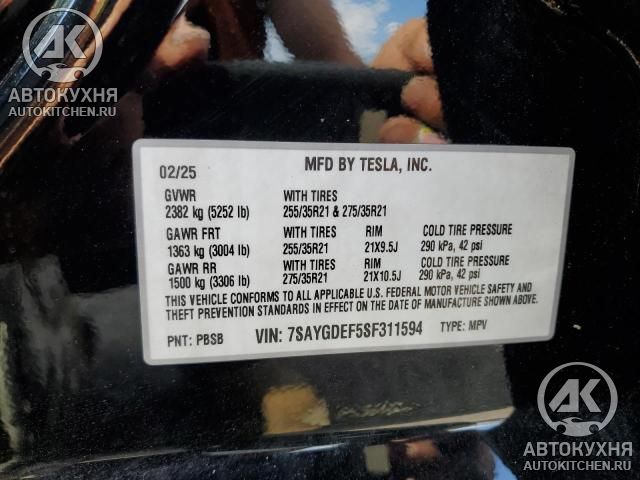 АК
АВТОКУХНЯ
AUTOKITCHEN.RU
02/25 MFD BY TESLA, INC.
GVWR WITH TIRES
2382 kg (5252 lb) 255/35R21 & 275/35R21
GAWR FRT WITH TIRES RIM COLD TIRE PRESSURE
1363 kg (3004 lb) 255/35R21 21X9.5J 290 kPa, 42 psi
GAWR RR WITH TIRES RIM COLD TIRE PRESSURE
1500 kg (3306 lb) 275/35R21 21X10.5J 290 kPa, 42 psi
THIS VEHICLE CONFORMS TO ALL APPLICABLE U.S. FEDERAL MOTOR VEHICLE SAFETY AND
THEFT PREVENTION STANDARDS IN EFFECT ON THE DATE OF MANUFACTURE SHOWN ABOVE.
PNT: PBSB VIN: 7SAYGDEF5SF311594 TYPE: MPV
АК
АВТОКУХНЯ
AUTOKITCHEN.RU